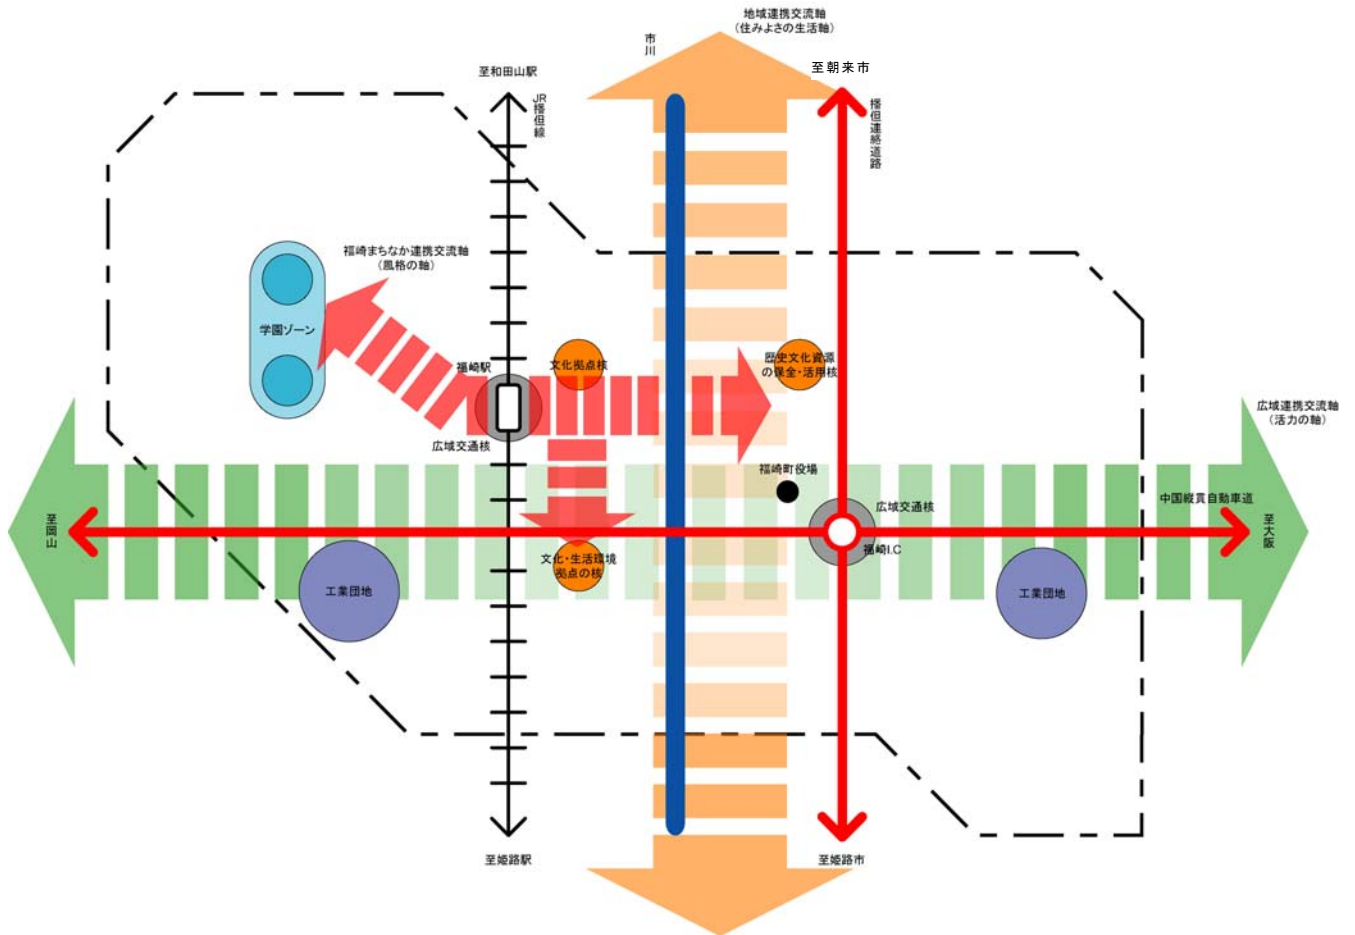 地域連携交流軸
（住みよさの生活軸）
市川
至朝来市
至和田山駅
JR播但線
播但連絡道路
福崎まちなか連携交流軸
（風格の軸）
学園ゾーン
福崎駅
文化拠点核
歴史文化資源
の保全・活用核
広域連携交流軸
（活力の軸）
広域交通核
福崎町役場
中国縦貫自動車道
広域交通核
至岡山
至大阪
福崎I.C
文化・生活環境
拠点の核
工業団地
工業団地
至姫路駅
至姫路市